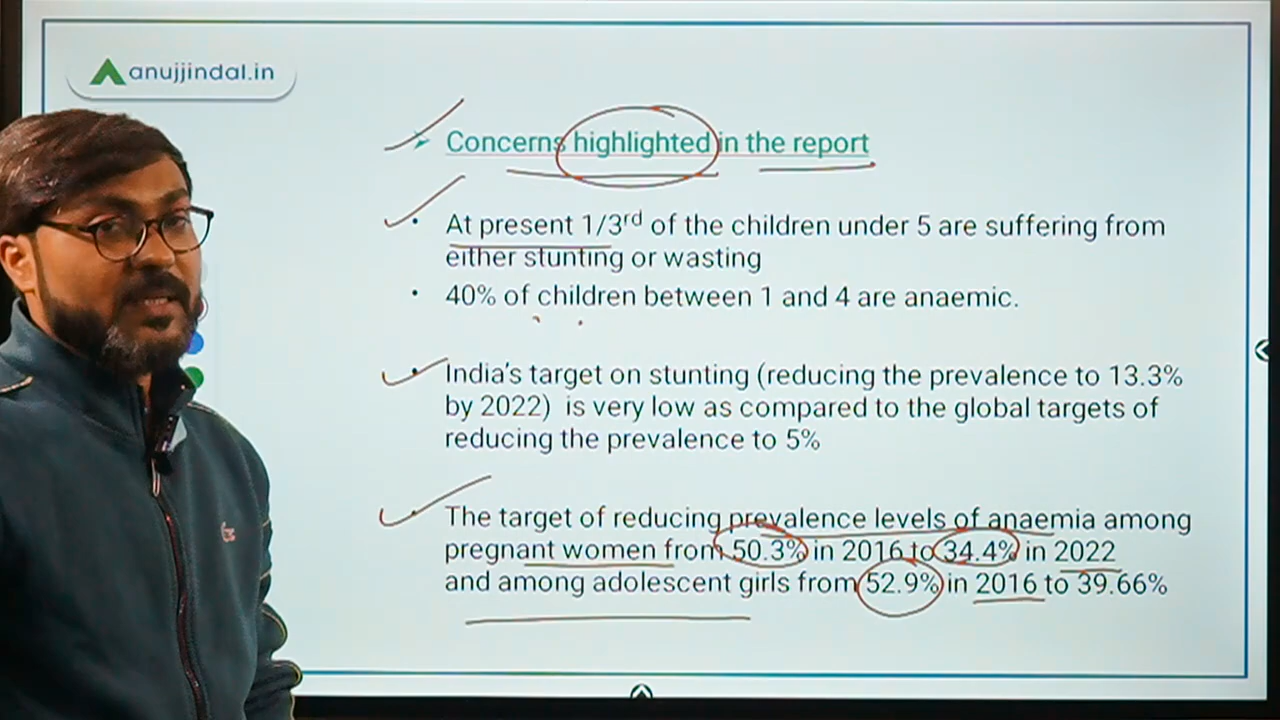 anujjindal.in
Concerns highlighted in the report
At present 1/3rd of the children under 5 are suffering from
either stunting or wasting
40% of children between 1 and 4 are anaemic.
India's target on stunting (reducing the prevalence to 13.3%
by 2022) is very low as compared to the global targets of
reducing the prevalence to 5%
The target of reducing prevalence levels of anaemia among
pregnant women from 50.3% in 2016 to 34.4% in 2022
and among adolescent girls from 52.9% in 2016 to 39.66%